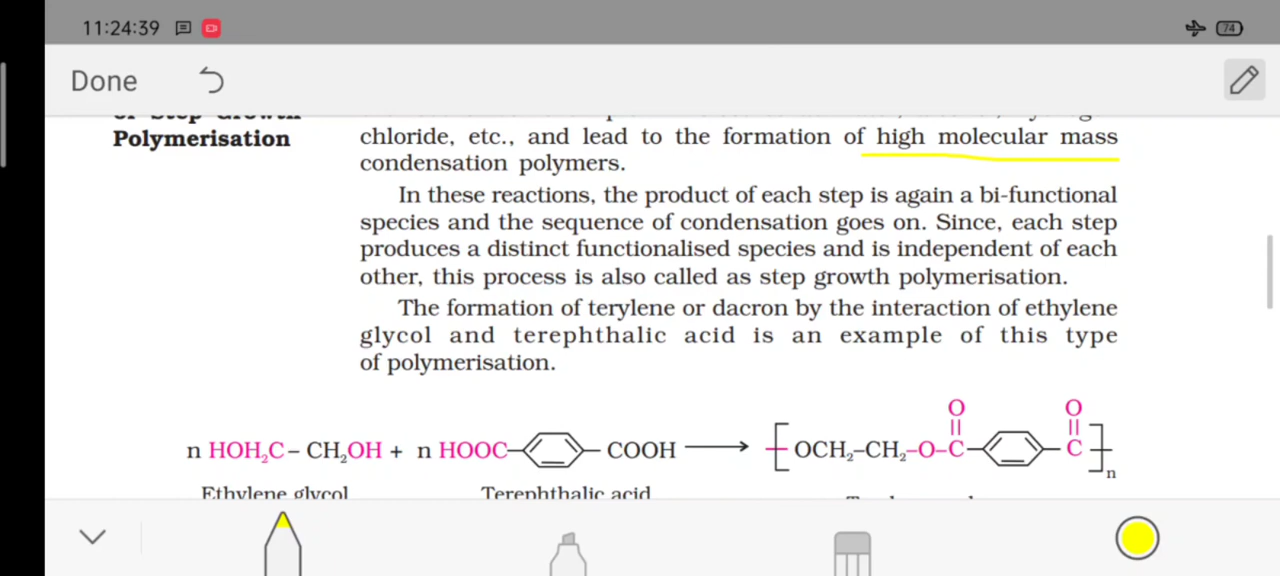 11:24:39
74
Done
of Step Growth
Polymerisation
chloride, etc., and lead to the formation of high molecular mass
condensation polymers.
In these reactions, the product of each step is again a bi-functional
species and the sequence of condensation goes on. Since, each step
produces a distinct functionalised species and is independent of each
other, this process is also called as step growth polymerisation.
The formation of terylene or dacron by the interaction of ethylene
glycol and terephthalic acid is an example of this type
of polymerisation.
n HOH₂C – CH₂OH + n HOOC COOH ⟶ [OCH₂–CH₂–O–C C]n
O O
Ethylene glycol Terephthalic acid